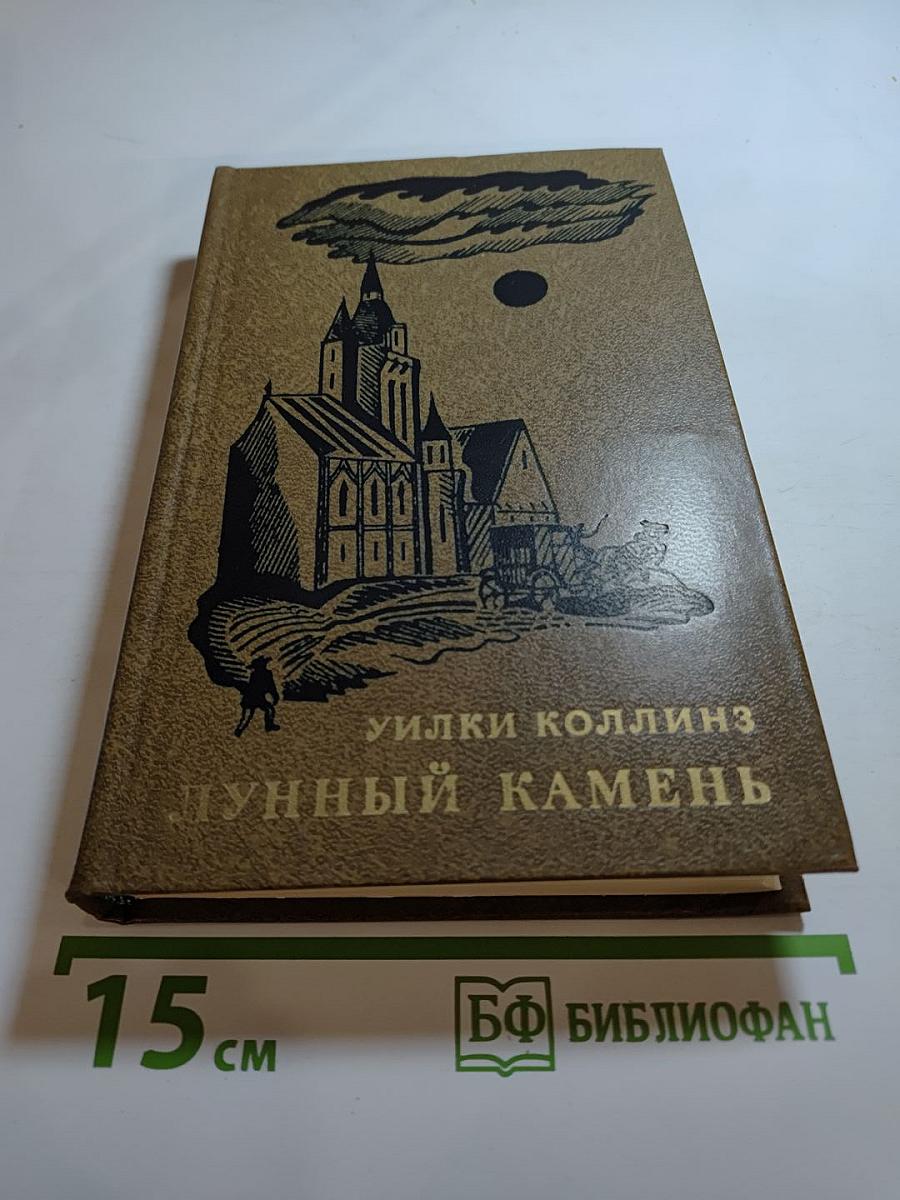 УИЛКИ КОЛЛИНЗ
ЛУННЫЙ КАМЕНЬ
15 см
БФ БИБЛИОФАН